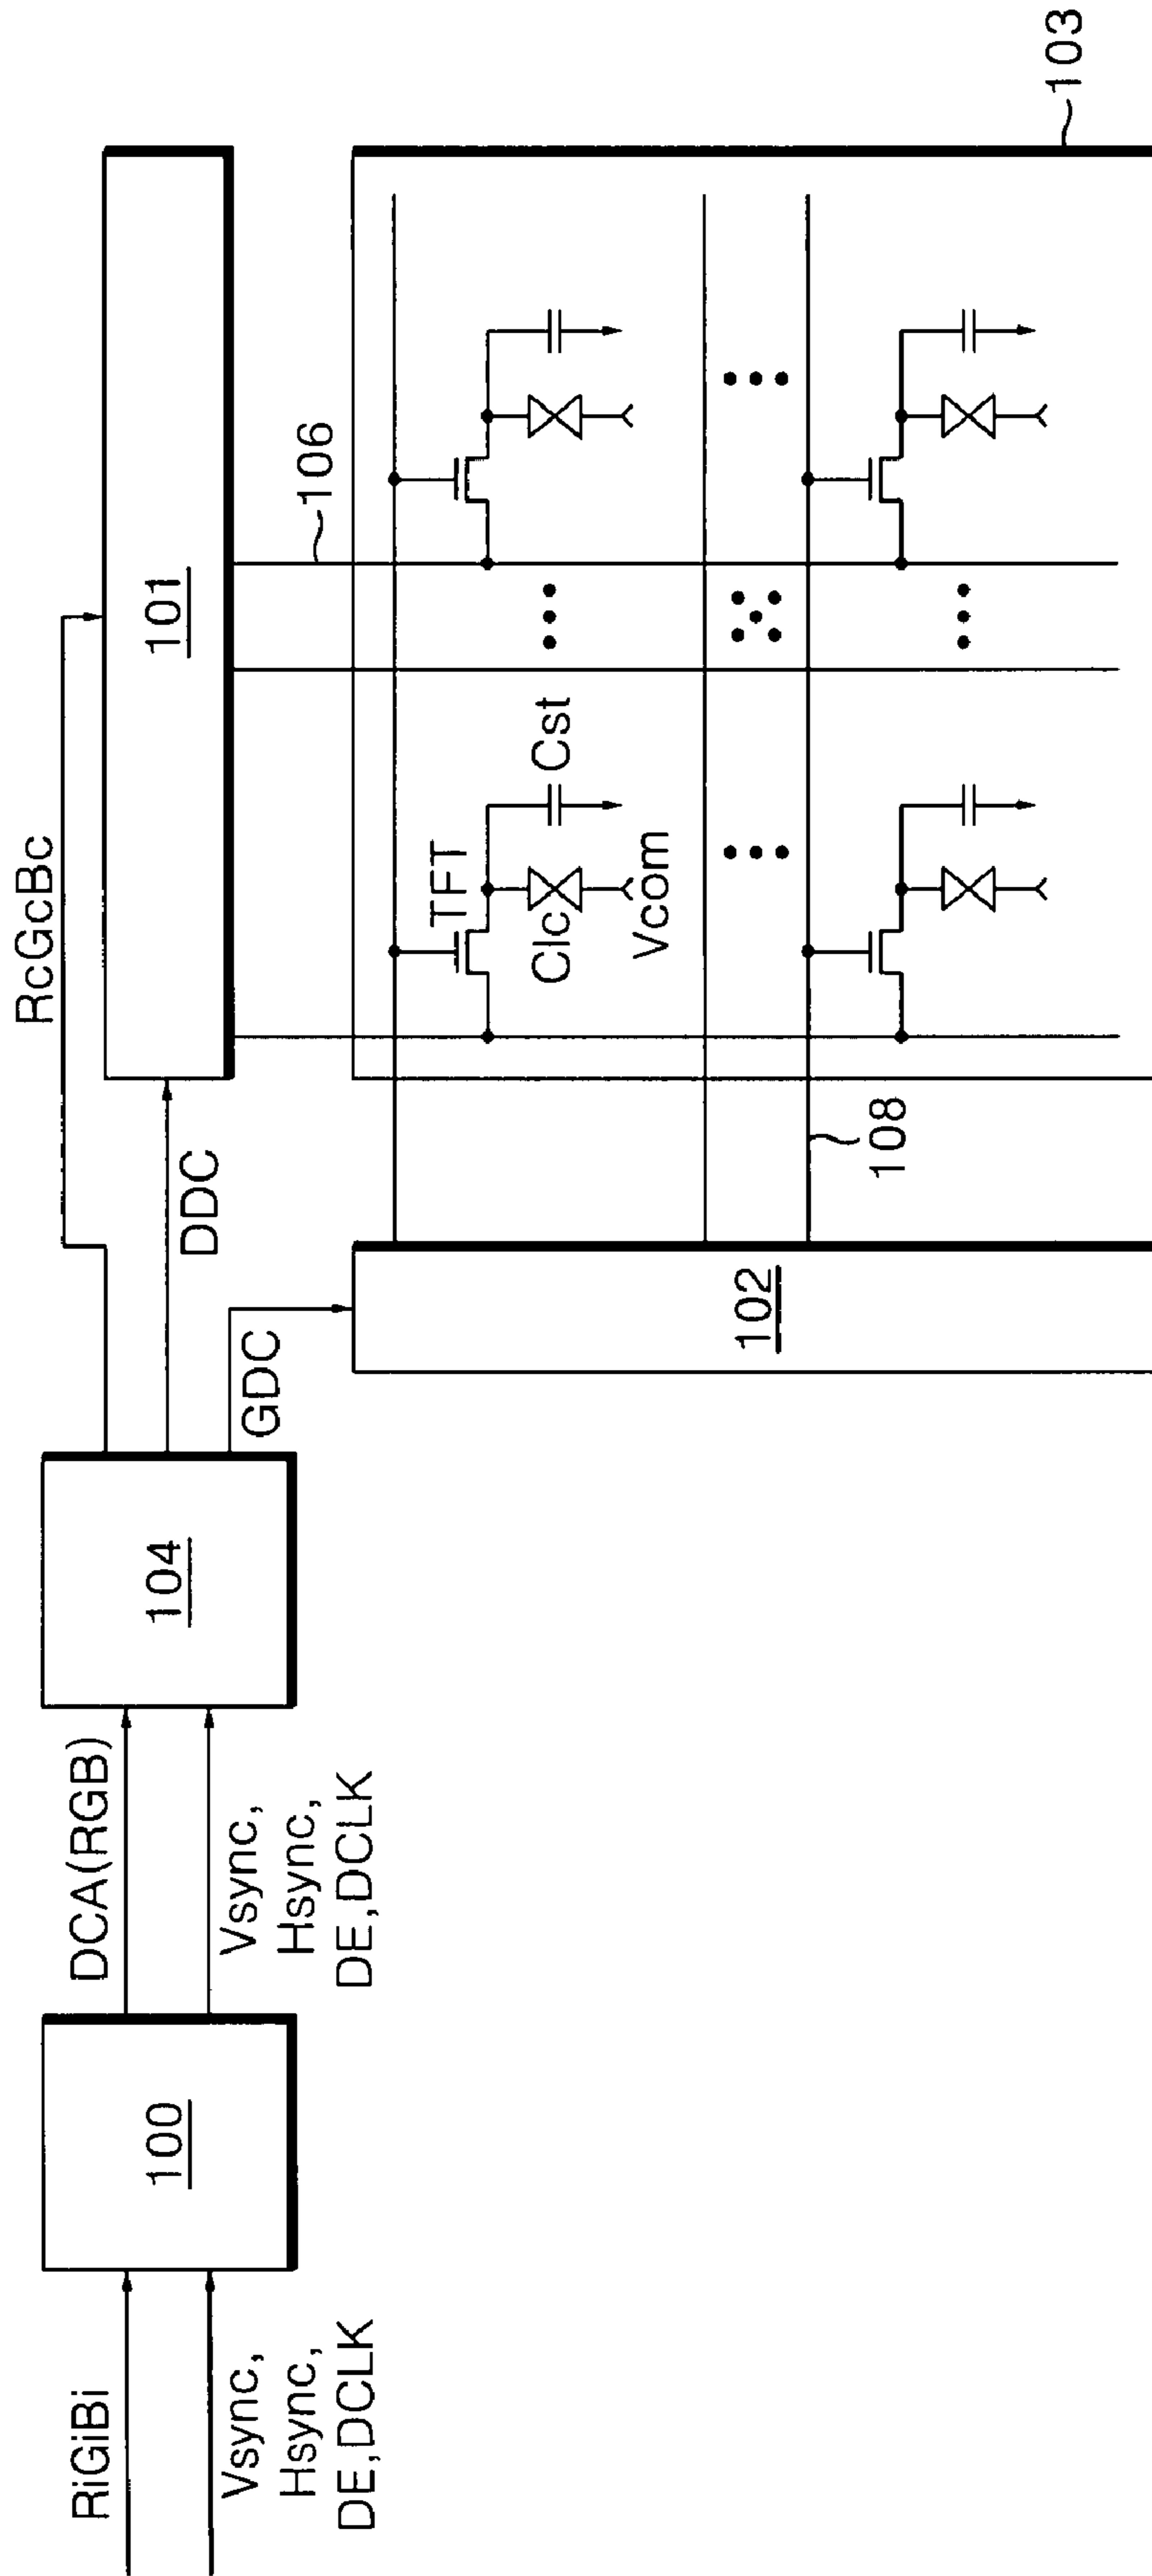 RiGiBi
Vsync,
Hsync,
DE,DCLK
100
DCA(RGB)
Vsync,
Hsync,
DE,DCLK
104
RcGcBc
DDC
GDC
101
102
106
108
TFT
Clc
Cst
Vcom
103